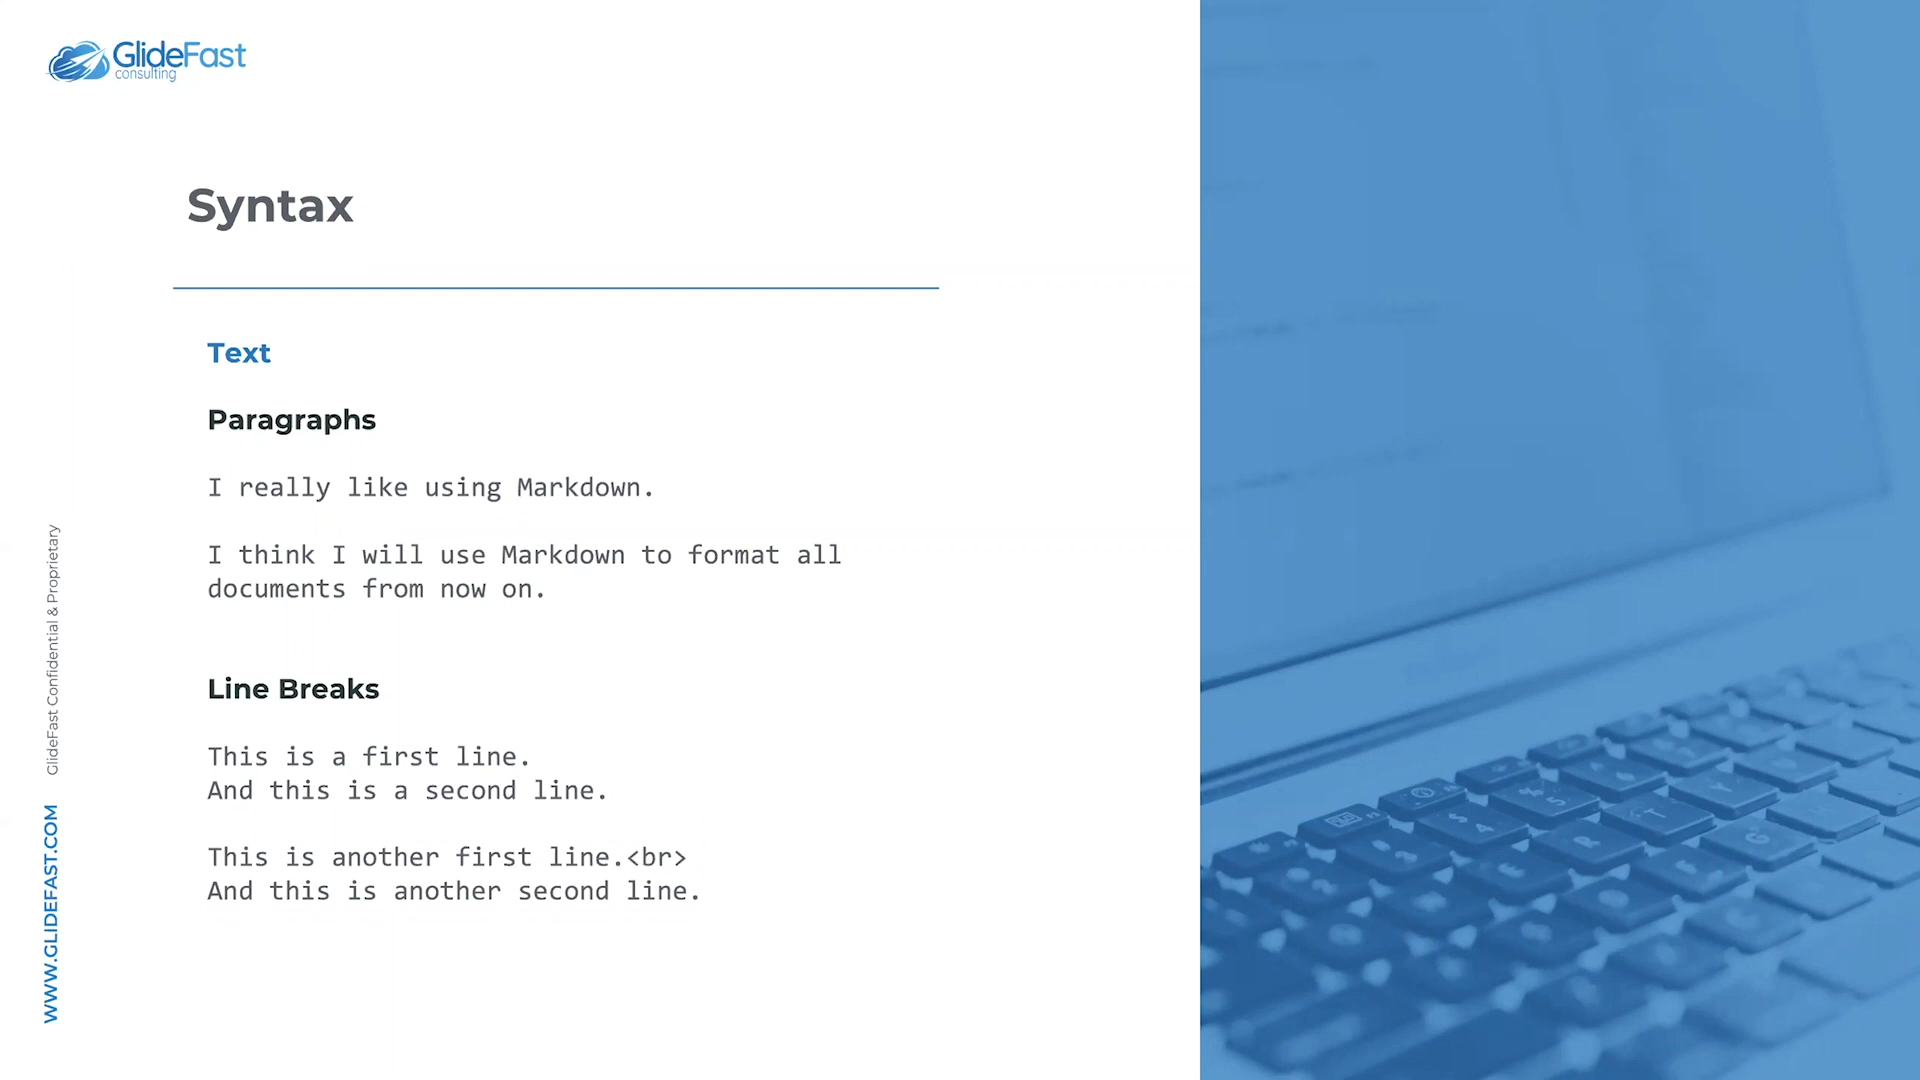 GlideFast
consulting
Syntax
Text
Paragraphs
I really like using Markdown.
I think I will use Markdown to format all
documents from now on.
Line Breaks
This is a first line.
And this is a second line.
This is another first line.<br>
And this is another second line.
WWW.GLIDEFAST.COM
GlideFast Confidential & Proprietary